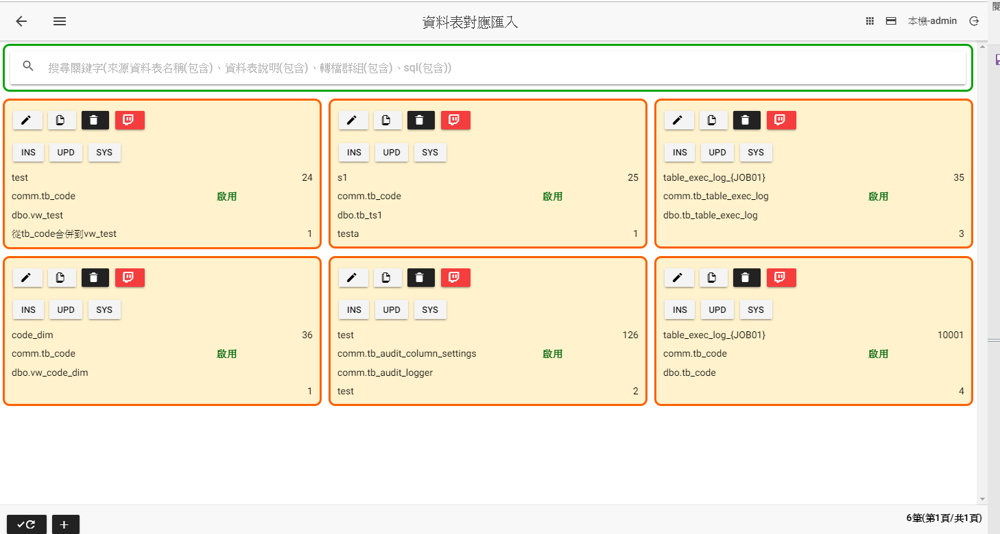 資料表對應匯入
本機-admin
搜尋關鍵字(來源資料表名稱(包含)、資料表說明(包含)、轉檔群組(包含)、sql(包含))
INS UPD SYS
test 24
comm.tb_code 啟用
dbo.vw_test
從tb_code合併到vw_test 1
INS UPD SYS
s1 25
comm.tb_code 啟用
dbo.tb_ts1
testa 1
INS UPD SYS
table_exec_log_{JOB01} 35
comm.tb_table_exec_log 啟用
dbo.tb_table_exec_log
3
INS UPD SYS
code_dim 36
comm.tb_code 啟用
dbo.vw_code_dim
1
INS UPD SYS
test 126
comm.tb_audit_column_settings 啟用
comm.tb_audit_logger
test 2
INS UPD SYS
table_exec_log_{JOB01} 10001
comm.tb_code 啟用
dbo.tb_code
4
6筆(第1頁/共1頁)